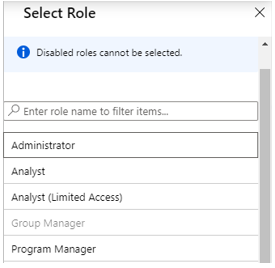 Select Role
Disabled roles cannot be selected.
Enter role name to filter items...
Administrator
Analyst
Analyst (Limited Access)
Group Manager
Program Manager